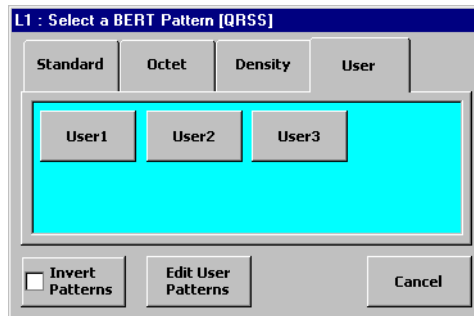 L1 : Select a BERT Pattern [QRSS]
Standard Octet Density User
User1 User2 User3
Invert Patterns
Edit User Patterns
Cancel